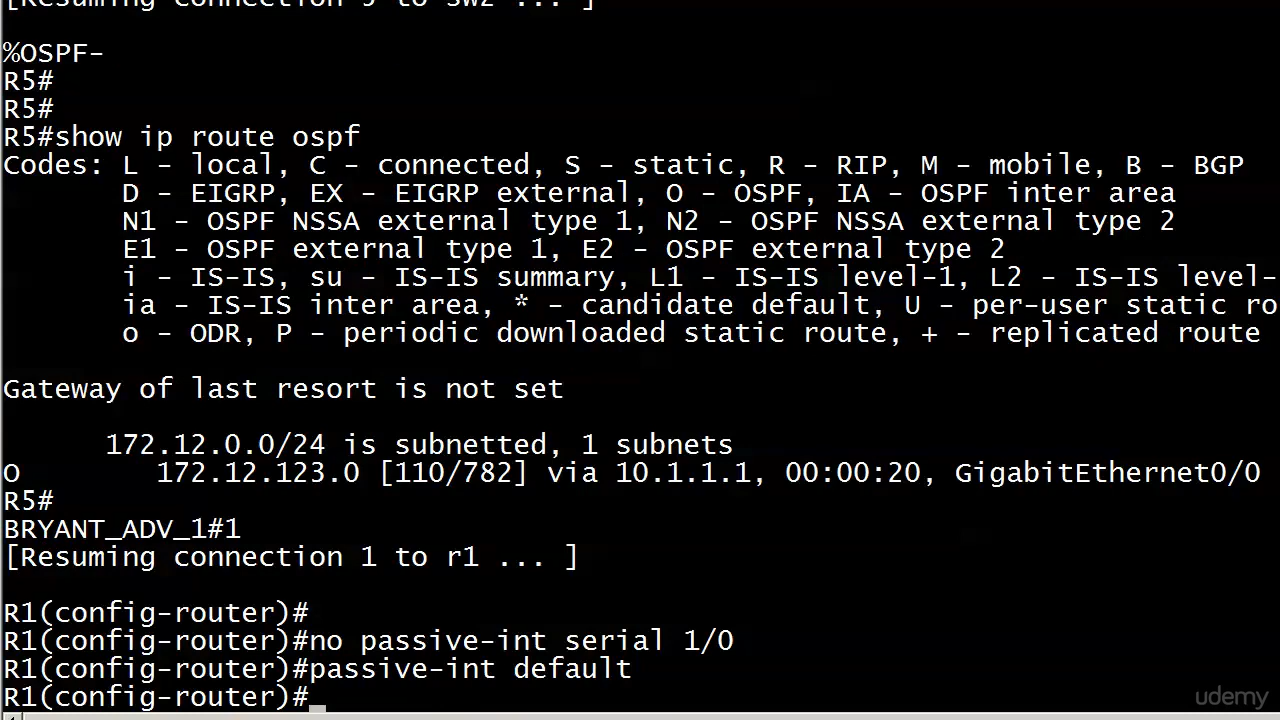 [Resuming connection 5 to sw2 ... ]
%OSPF-
R5#
R5#
R5#show ip route ospf
Codes: L - local, C - connected, S - static, R - RIP, M - mobile, B - BGP
D - EIGRP, EX - EIGRP external, O - OSPF, IA - OSPF inter area
N1 - OSPF NSSA external type 1, N2 - OSPF NSSA external type 2
E1 - OSPF external type 1, E2 - OSPF external type 2
i - IS-IS, su - IS-IS summary, L1 - IS-IS level-1, L2 - IS-IS level-
ia - IS-IS inter area, * - candidate default, U - per-user static ro
o - ODR, P - periodic downloaded static route, + - replicated route
Gateway of last resort is not set
172.12.0.0/24 is subnetted, 1 subnets
O 172.12.123.0 [110/782] via 10.1.1.1, 00:00:20, GigabitEthernet0/0
R5#
BRYANT_ADV_1#1
[Resuming connection 1 to r1 ... ]
R1(config-router)#
R1(config-router)#no passive-int serial 1/0
R1(config-router)#passive-int default
R1(config-router)#
udemy